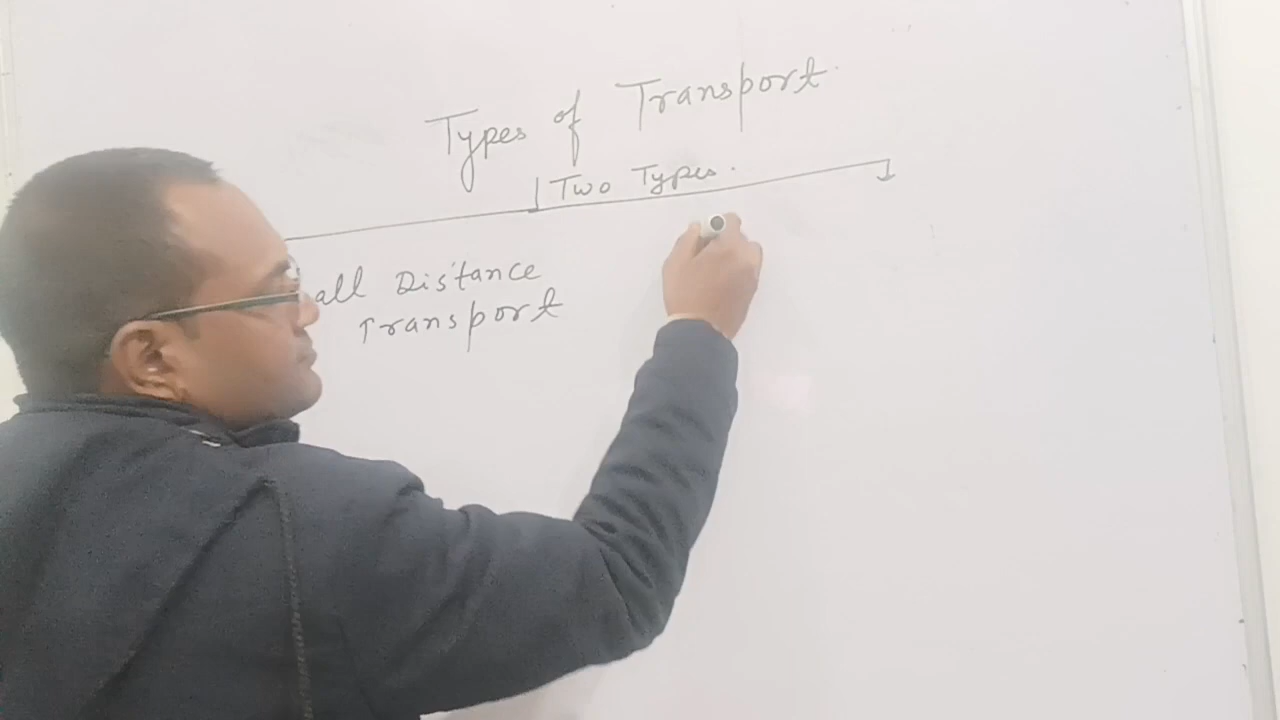 Types of Transport
Two Types.
all Distance
Transport